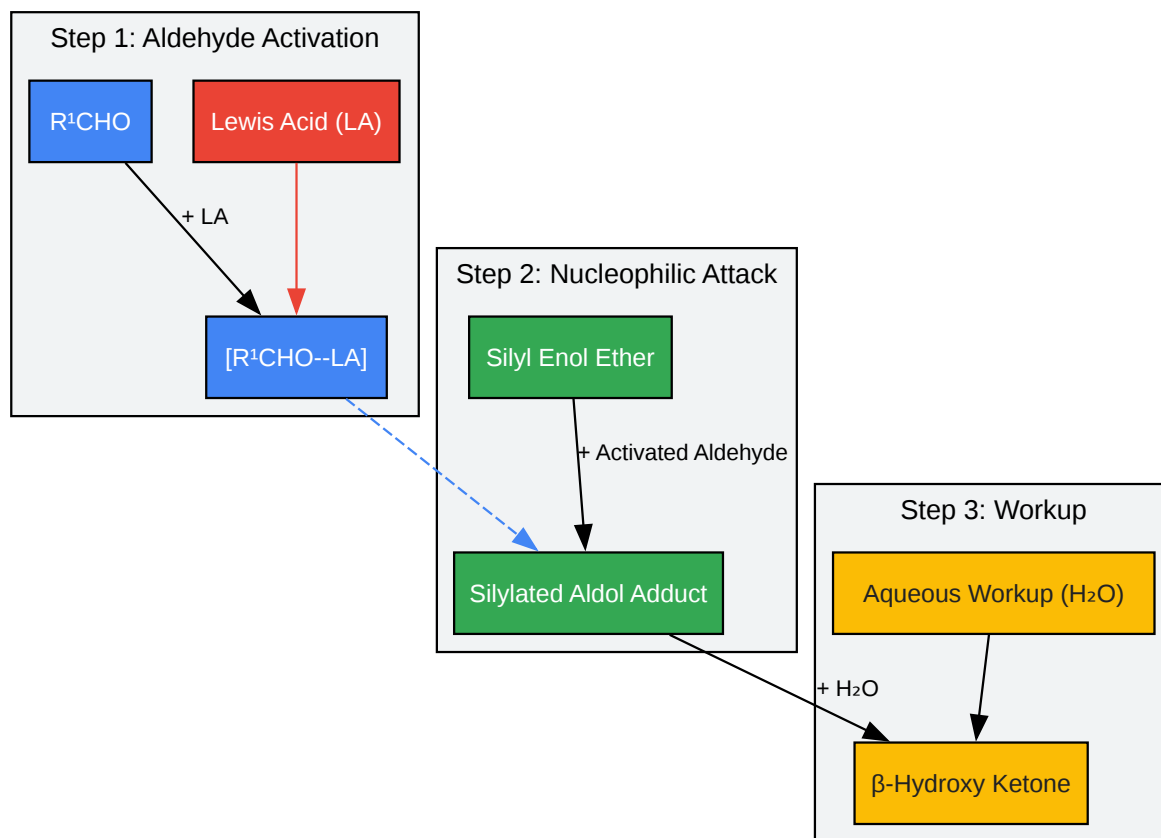 Step 1: Aldehyde Activation
R¹CHO
Lewis Acid (LA)
+ LA
[R¹CHO--LA]
Step 2: Nucleophilic Attack
Silyl Enol Ether
+ Activated Aldehyde
Silylated Aldol Adduct
Step 3: Workup
Aqueous Workup (H₂O)
+ H₂O
β-Hydroxy Ketone